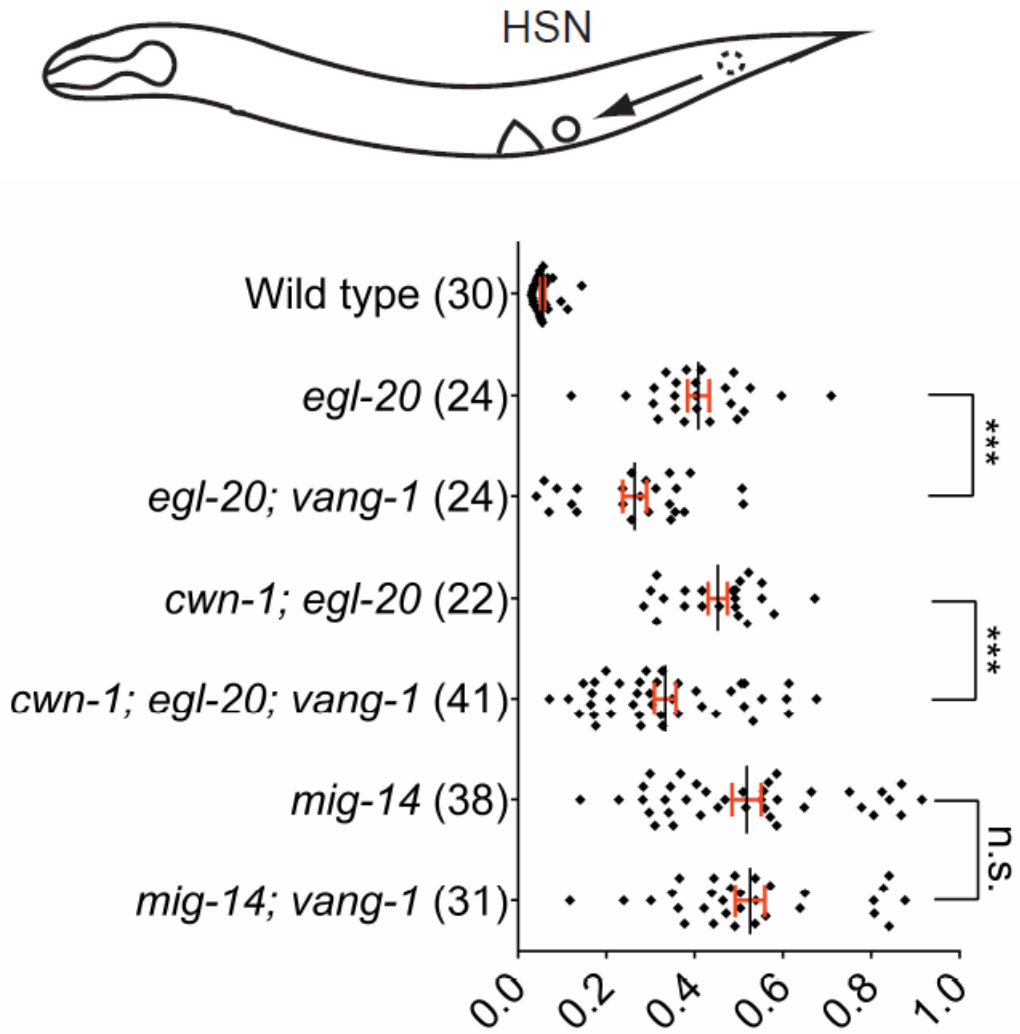 HSN
Wild type (30)
egl-20 (24)
***
egl-20; vang-1 (24)
cwn-1; egl-20 (22)
***
cwn-1; egl-20; vang-1 (41)
mig-14 (38)
n.s.
mig-14; vang-1 (31)
0.0 0.2 0.4 0.6 0.8 1.0